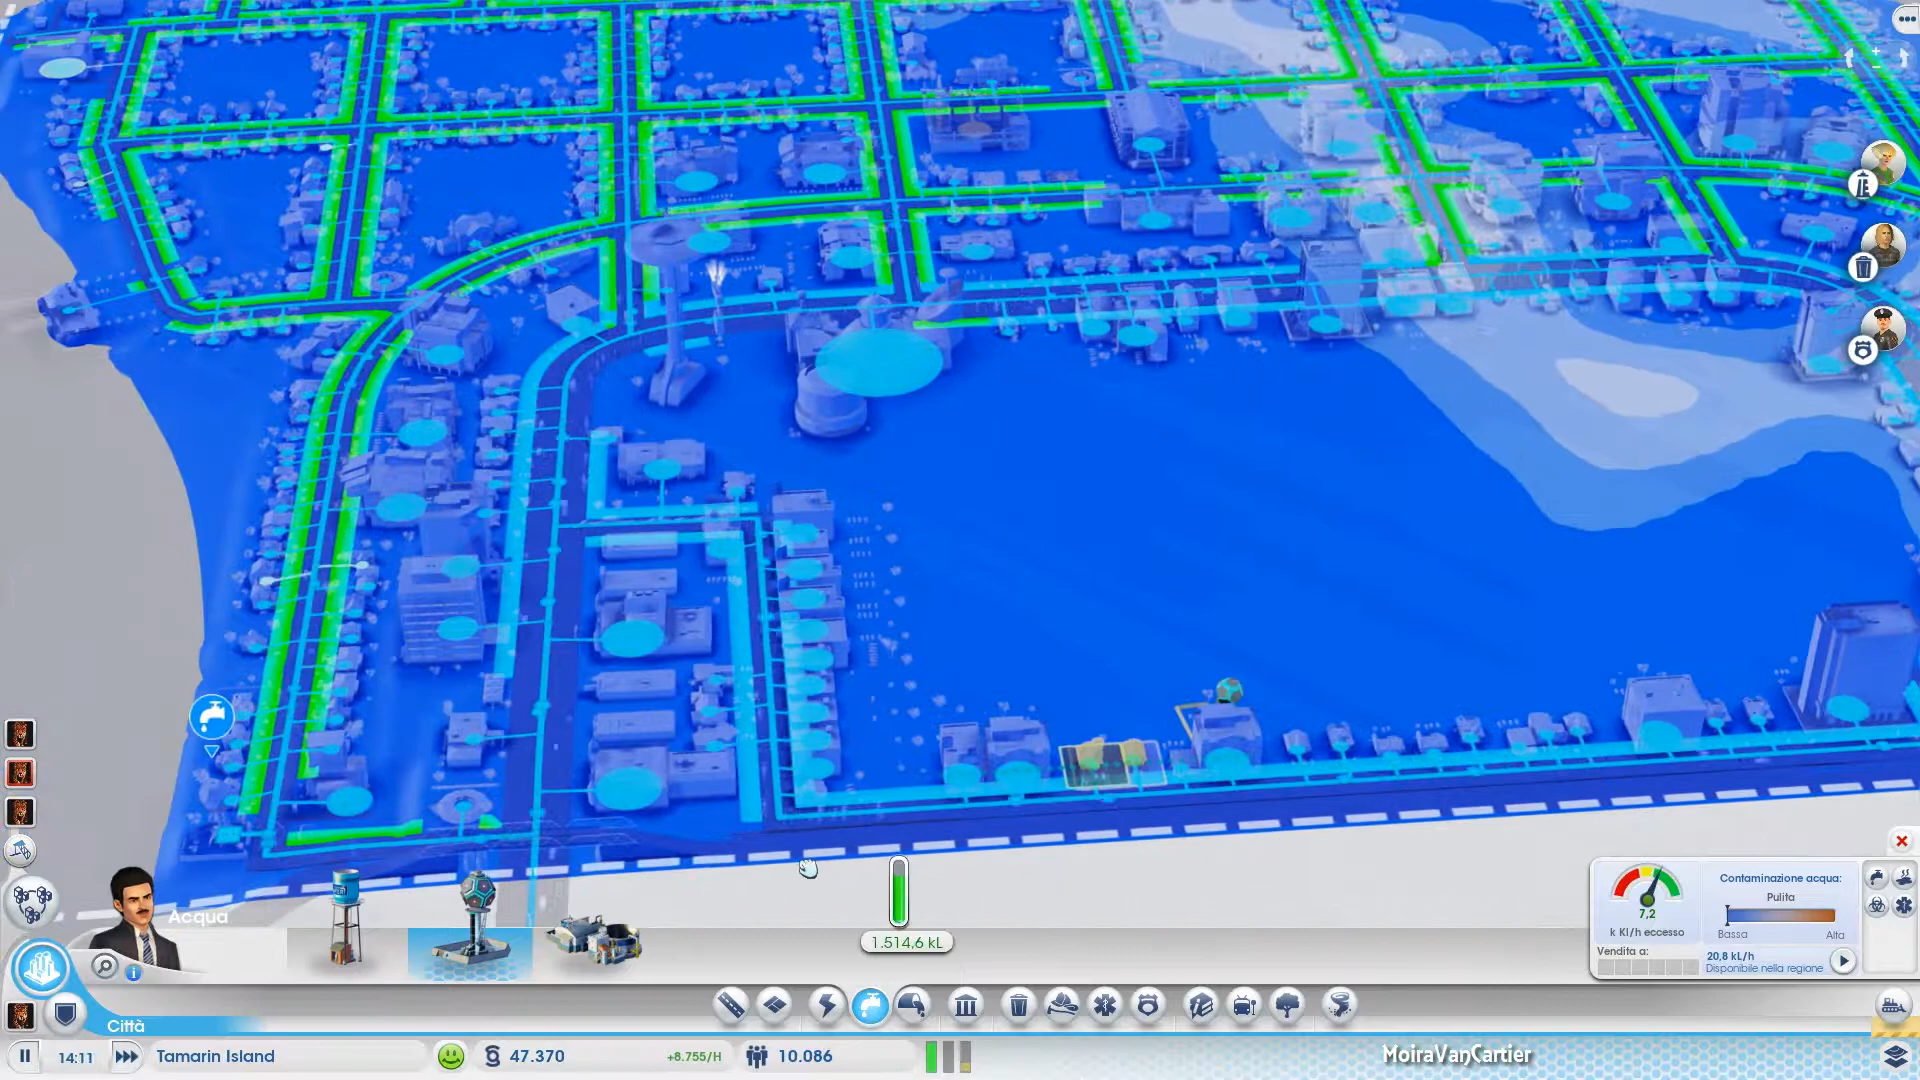 Acqua
1.514,6 kL
7,2
k Kl/h eccesso
Contaminazione acqua:
Pulita
Bassa
Alta
Vendita a:
20,8 kL/h
Disponibile nella regione
Città
14:11
Tamarin Island
47.370
+8.755/H
10.086
MoiraVanCartier